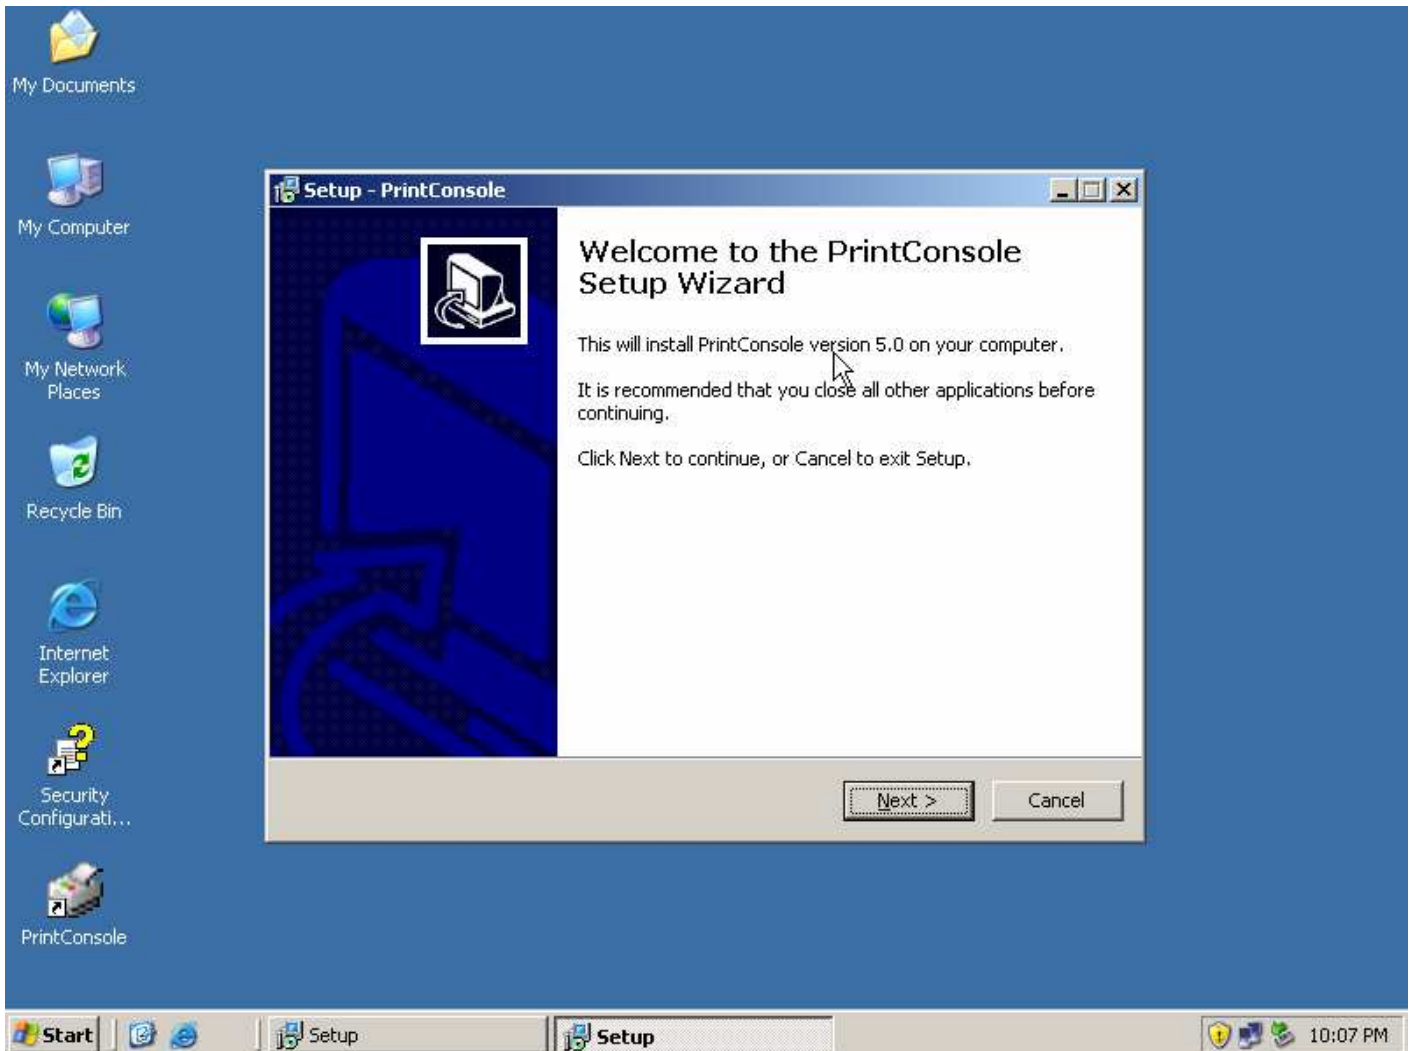 My Documents
My Computer
My Network
Places
Recycle Bin
Internet
Explorer
Security
Configurati...
PrintConsole
Setup - PrintConsole
Welcome to the PrintConsole
Setup Wizard
This will install PrintConsole version 5.0 on your computer.
It is recommended that you close all other applications before
continuing.
Click Next to continue, or Cancel to exit Setup.
Next >
Cancel
Start
Setup
Setup
10:07 PM